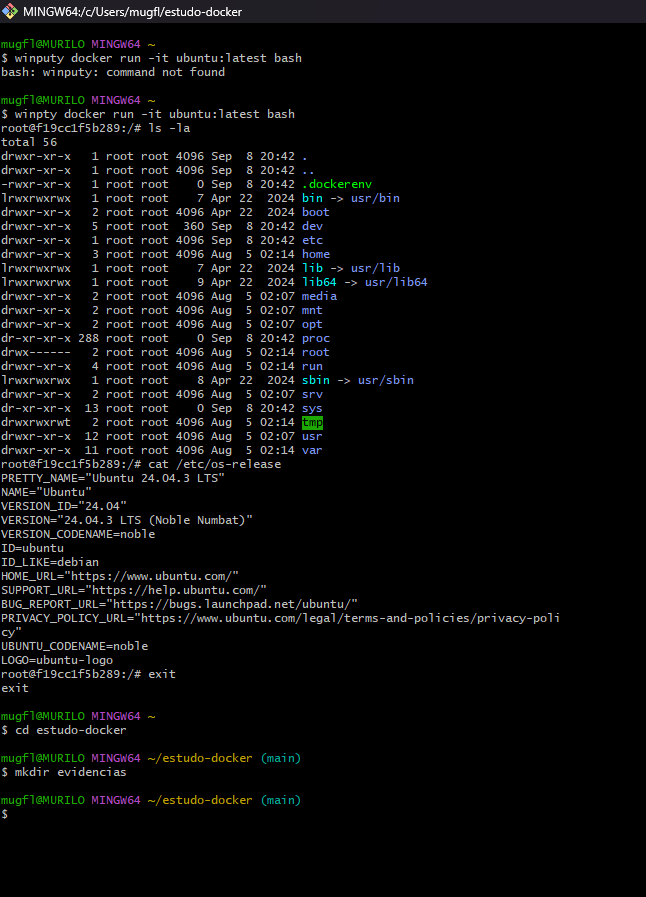 MINGW64:/c/Users/mugfl/estudo-docker
mugfl@MURILO MINGW64 ~
$ winputy docker run -it ubuntu:latest bash
bash: winputy: command not found
mugfl@MURILO MINGW64 ~
$ winpty docker run -it ubuntu:latest bash
root@f19cc1f5b289:/# ls -la
total 56
drwxr-xr-x   1 root root 4096 Sep  8 20:42 .
drwxr-xr-x   1 root root 4096 Sep  8 20:42 ..
-rwxr-xr-x   1 root root    0 Sep  8 20:42 .dockerenv
lrwxrwxrwx   1 root root    7 Apr 22  2024 bin -> usr/bin
drwxr-xr-x   2 root root 4096 Apr 22  2024 boot
drwxr-xr-x   5 root root  360 Sep  8 20:42 dev
drwxr-xr-x   1 root root 4096 Sep  8 20:42 etc
drwxr-xr-x   3 root root 4096 Aug  5 02:14 home
lrwxrwxrwx   1 root root    7 Apr 22  2024 lib -> usr/lib
lrwxrwxrwx   1 root root    9 Apr 22  2024 lib64 -> usr/lib64
drwxr-xr-x   2 root root 4096 Aug  5 02:07 media
drwxr-xr-x   2 root root 4096 Aug  5 02:07 mnt
drwxr-xr-x   2 root root 4096 Aug  5 02:07 opt
dr-xr-xr-x 288 root root    0 Sep  8 20:42 proc
drwx------   2 root root 4096 Aug  5 02:14 root
drwxr-xr-x   4 root root 4096 Aug  5 02:14 run
lrwxrwxrwx   1 root root    8 Apr 22  2024 sbin -> usr/sbin
drwxr-xr-x   2 root root 4096 Aug  5 02:07 srv
dr-xr-xr-x  13 root root    0 Sep  8 20:42 sys
drwxrwxrwt   2 root root 4096 Aug  5 02:14 tmp
drwxr-xr-x  12 root root 4096 Aug  5 02:07 usr
drwxr-xr-x  11 root root 4096 Aug  5 02:14 var
root@f19cc1f5b289:/# cat /etc/os-release
PRETTY_NAME="Ubuntu 24.04.3 LTS"
NAME="Ubuntu"
VERSION_ID="24.04"
VERSION="24.04.3 LTS (Noble Numbat)"
VERSION_CODENAME=noble
ID=ubuntu
ID_LIKE=debian
HOME_URL="https://www.ubuntu.com/"
SUPPORT_URL="https://help.ubuntu.com/"
BUG_REPORT_URL="https://bugs.launchpad.net/ubuntu/"
PRIVACY_POLICY_URL="https://www.ubuntu.com/legal/terms-and-policies/privacy-poli
cy"
UBUNTU_CODENAME=noble
LOGO=ubuntu-logo
root@f19cc1f5b289:/# exit
exit
mugfl@MURILO MINGW64 ~
$ cd estudo-docker
mugfl@MURILO MINGW64 ~/estudo-docker (main)
$ mkdir evidencias
mugfl@MURILO MINGW64 ~/estudo-docker (main)
$